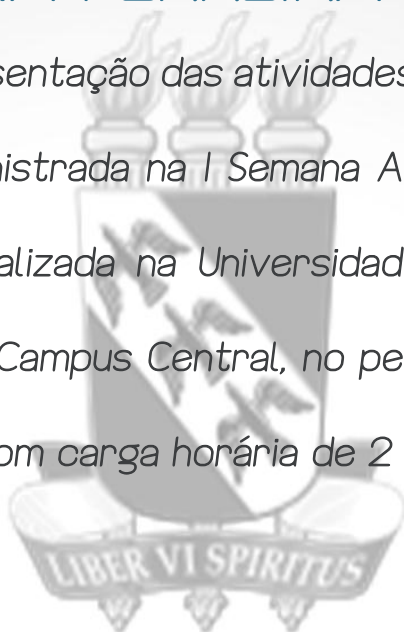 sentação das atividades
nistrada na I Semana A
alizada na Universidad
Campus Central, no pe
om carga horária de 2
LIBER VI SPIRITUS